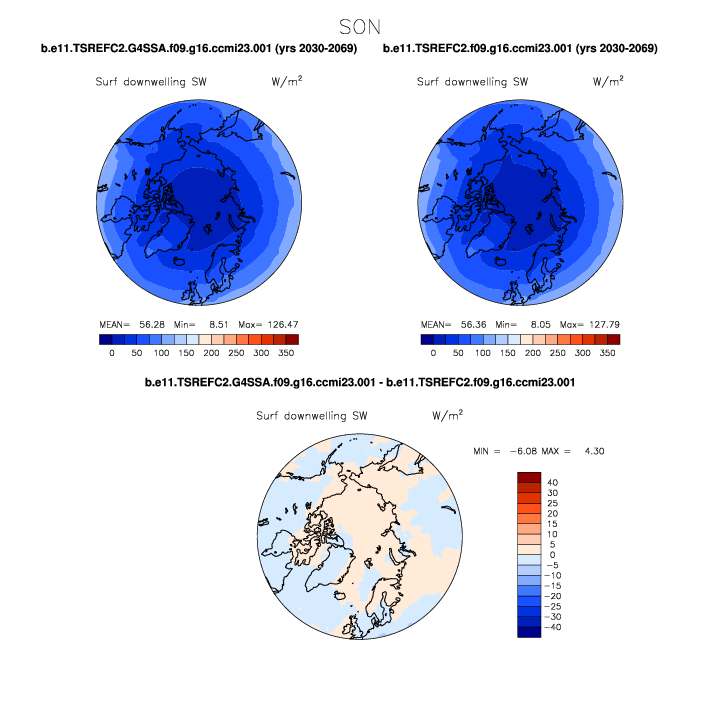 SON
b.e11.TSREFC2.G4SSA.f09.g16.ccmi23.001 (yrs 2030-2069) b.e11.TSREFC2.f09.g16.ccmi23.001 (yrs 2030-2069)
Surf downwelling SW W/m² Surf downwelling SW W/m²
MEAN= 56.28 Min= 8.51 Max= 126.47 MEAN= 56.36 Min= 8.05 Max= 127.79
0 50 100 150 200 250 300 350 0 50 100 150 200 250 300 350
b.e11.TSREFC2.G4SSA.f09.g16.ccmi23.001 - b.e11.TSREFC2.f09.g16.ccmi23.001
Surf downwelling SW W/m²
MIN = -6.08 MAX = 4.30
40
30
25
20
15
10
5
0
-5
-10
-15
-20
-25
-30
-40